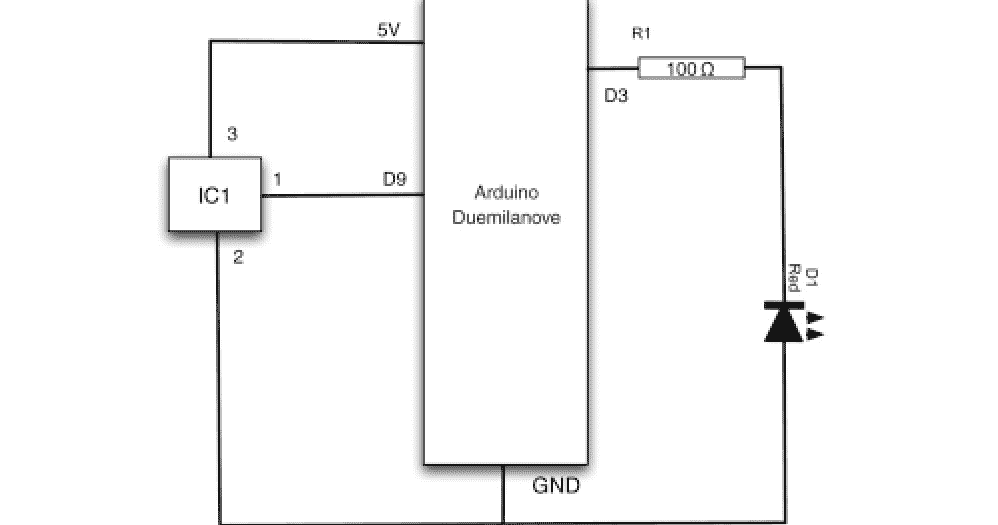 5V
R1
100 Ω
D3
3
1
D9
IC1
Arduino
Duemilanove
2
D1
Red
GND